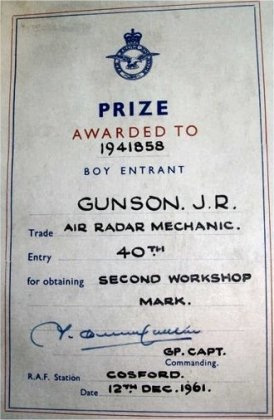 PRIZE
AWARDED TO
1941858
BOY ENTRANT
GUNSON. J.R.
Trade AIR RADAR MECHANIC.
Entry 40TH
for obtaining SECOND WORKSHOP
MARK.
GP. CAPT.
Commanding.
R.A.F. Station COSFORD.
Date 12TH DEC. 1961.